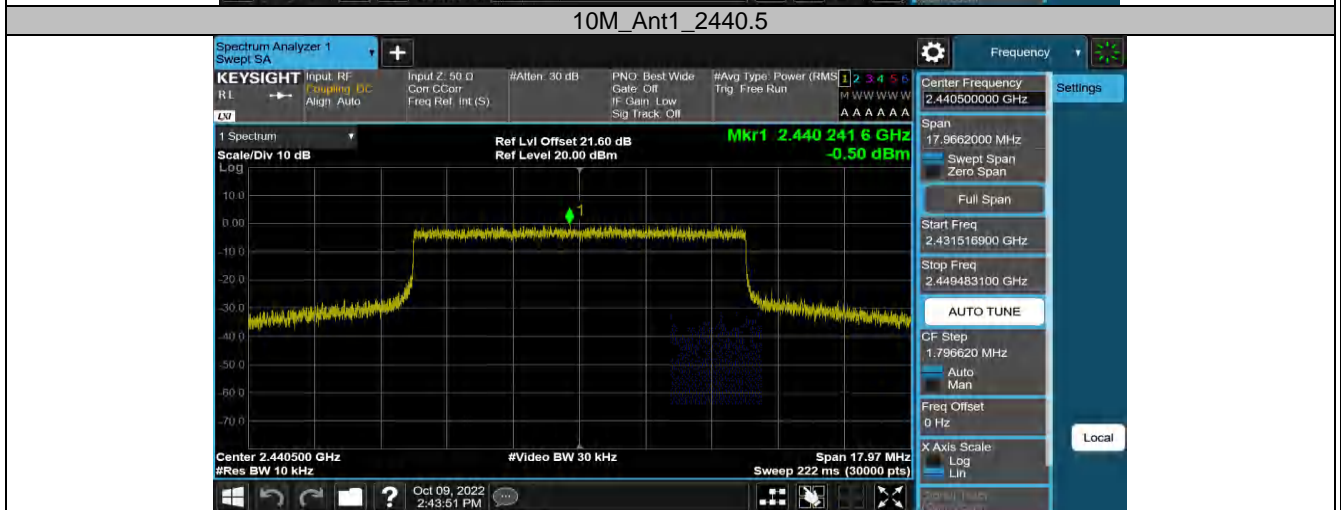 10M_Ant1_2440.5
Spectrum Analyzer 1
Swept SA
+
Frequency
KEYSIGHT
RL
LXI
Input: RF
Coupling: DC
Align: Auto
Input Z: 50 Ω
Corr CCorr
Freq Ref: Int (S)
#Atten: 30 dB
PNO: Best Wide
Gate: Off
IF Gain: Low
Sig Track: Off
#Avg Type: Power (RMS
Trig: Free Run
1 2 3 4 5 6
M W W W W W
A A A A A A
1 Spectrum
Scale/Div 10 dB
Log
Ref Lvl Offset 21.60 dB
Ref Level 20.00 dBm
Mkr1 2.440 241 6 GHz
-0.50 dBm
10.0
0.00
-10.0
-20.0
-30.0
-40.0
-50.0
-60.0
-70.0
1
Center 2.440500 GHz
#Res BW 10 kHz
#Video BW 30 kHz
Span 17.97 MHz
Sweep 222 ms (30000 pts)
Center Frequency
2.440500000 GHz
Settings
Span
17.9662000 MHz
Swept Span
Zero Span
Full Span
Start Freq
2.431516900 GHz
Stop Freq
2.449483100 GHz
AUTO TUNE
CF Step
1.796620 MHz
Auto
Man
Freq Offset
0 Hz
X Axis Scale
Log
Lin
Local
?
Oct 09, 2022
2:43:51 PM